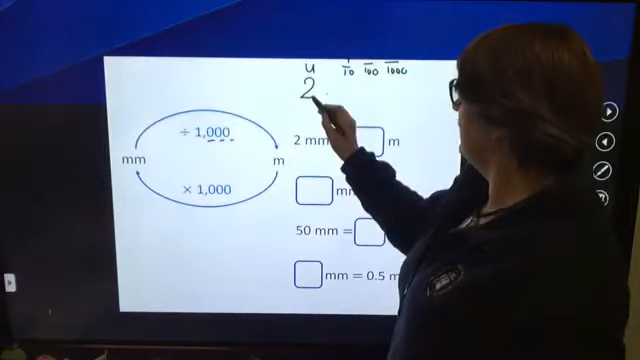 u 1/10 1/100 1/1000
2 .
÷ 1,000
mm m
× 1,000
2 mm m
mm
50 mm =
mm = 0.5 m